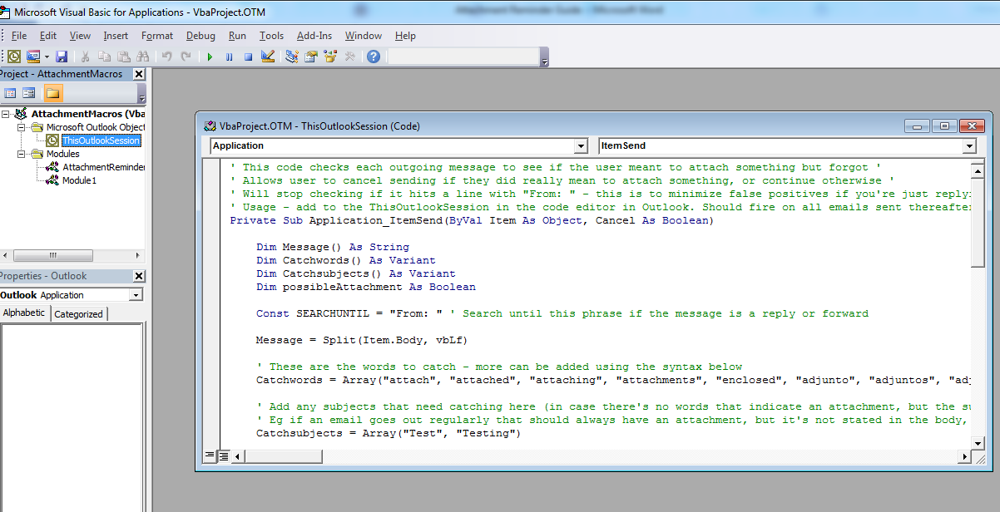 Microsoft Visual Basic for Applications - VbaProject.OTM
Attachment Reminder Guide - Microsoft Word
File Edit View Insert Format Debug Run Tools Add-Ins Window Help
Project - AttachmentMacros
AttachmentMacros (Vba
Microsoft Outlook Object
ThisOutlookSession
Modules
AttachmentReminder
Module1
Properties - Outlook
Outlook Application
Alphabetic Categorized
VbaProject.OTM - ThisOutlookSession (Code)
Application ItemSend
' This code checks each outgoing message to see if the user meant to attach something but forgot '
' Allows user to cancel sending if they did really mean to attach something, or continue otherwise '
' Will stop checking if it hits a line with "From: " - this is to minimize false positives if you're just reply
' Usage - add to the ThisOutlookSession in the code editor in Outlook. Should fire on all emails sent thereafter
Private Sub Application_ItemSend(ByVal Item As Object, Cancel As Boolean)
Dim Message() As String
Dim Catchwords() As Variant
Dim Catchsubjects() As Variant
Dim possibleAttachment As Boolean
Const SEARCHUNTIL = "From: " ' Search until this phrase if the message is a reply or forward
Message = Split(Item.Body, vbLf)
' These are the words to catch - more can be added using the syntax below
Catchwords = Array("attach", "attached", "attaching", "attachments", "enclosed", "adjunto", "adjuntos", "adj
' Add any subjects that need catching here (in case there's no words that indicate an attachment, but the su
' Eg if an email goes out regularly that should always have an attachment, but it's not stated in the body,
Catchsubjects = Array("Test", "Testing")